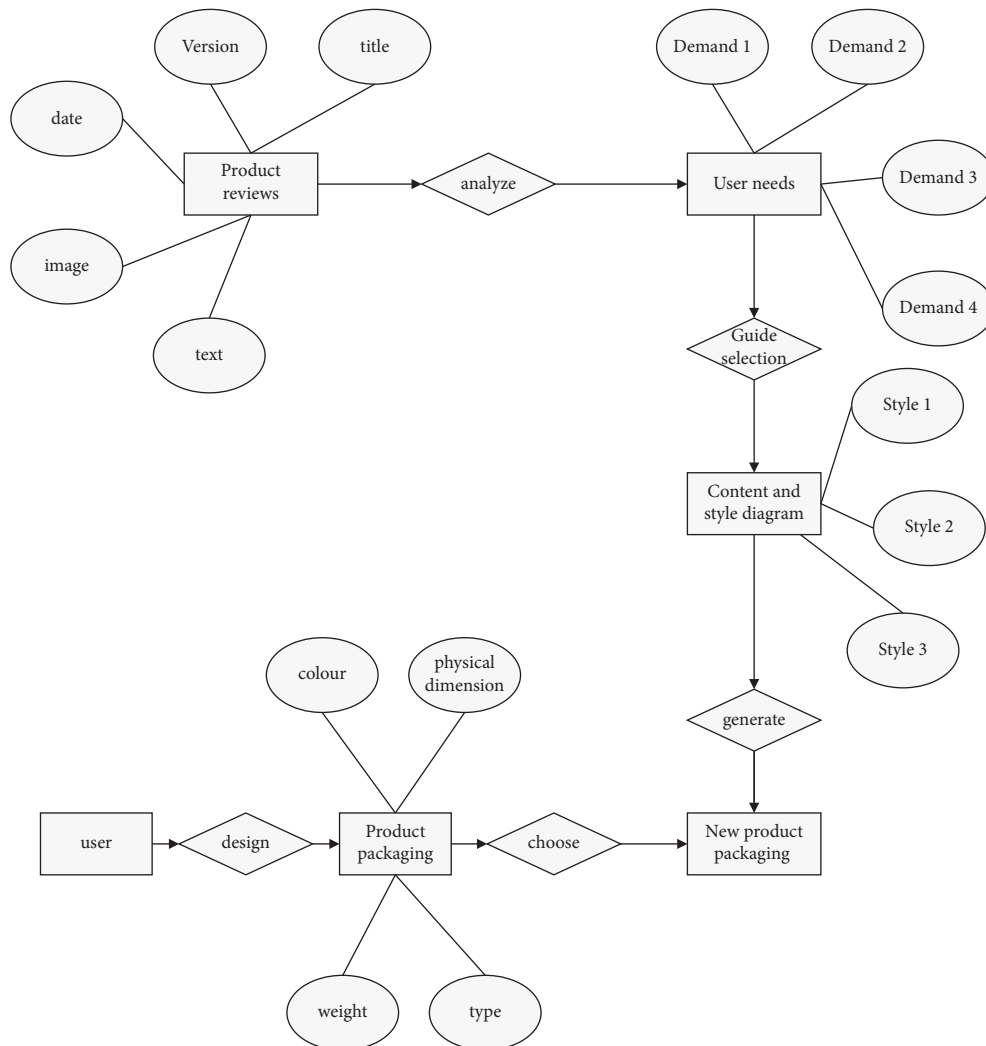 Version
title
Demand 1
Demand 2
date
Product
reviews
analyze
User needs
Demand 3
image
Demand 4
text
Guide
selection
Style 1
Content and
style diagram
Style 2
Style 3
colour
physical
dimension
generate
user
design
Product
packaging
choose
New product
packaging
weight
type